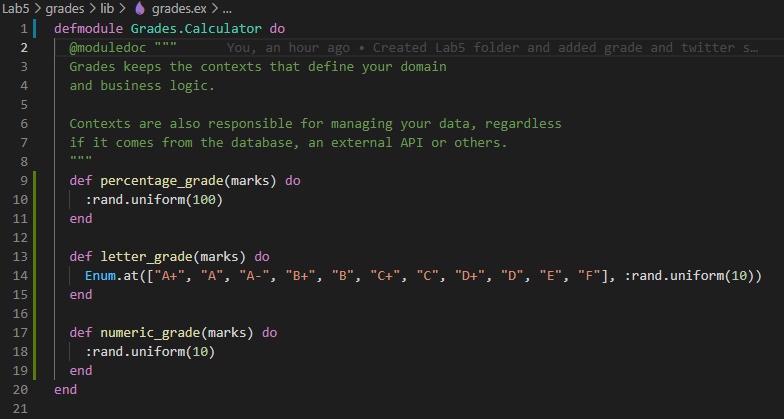 Lab5 > grades > lib > grades.ex > ...
1 defmodule Grades.Calculator do
2   @moduledoc """     You, an hour ago • Created Lab5 folder and added grade and twitter s…
3   Grades keeps the contexts that define your domain
4   and business logic.
5
6   Contexts are also responsible for managing your data, regardless
7   if it comes from the database, an external API or others.
8   """
9   def percentage_grade(marks) do
10     :rand.uniform(100)
11   end
12
13   def letter_grade(marks) do
14     Enum.at(["A+", "A", "A-", "B+", "B", "C+", "C", "D+", "D", "E", "F"], :rand.uniform(10))
15   end
16
17   def numeric_grade(marks) do
18     :rand.uniform(10)
19   end
20 end
21